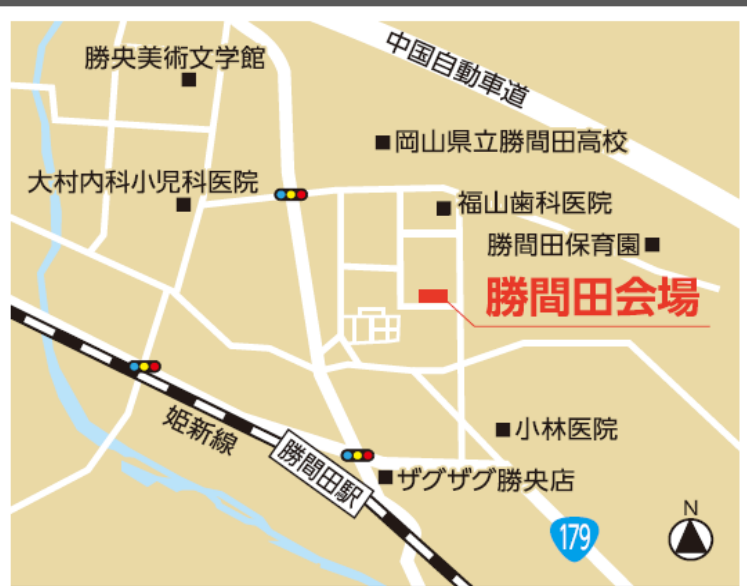 中国自動車道
勝央美術文学館
岡山県立勝間田高校
大村内科小児科医院
福山歯科医院
勝間田保育園
勝間田会場
姫新線
勝間田駅
小林医院
ザグザグ勝央店
179
N